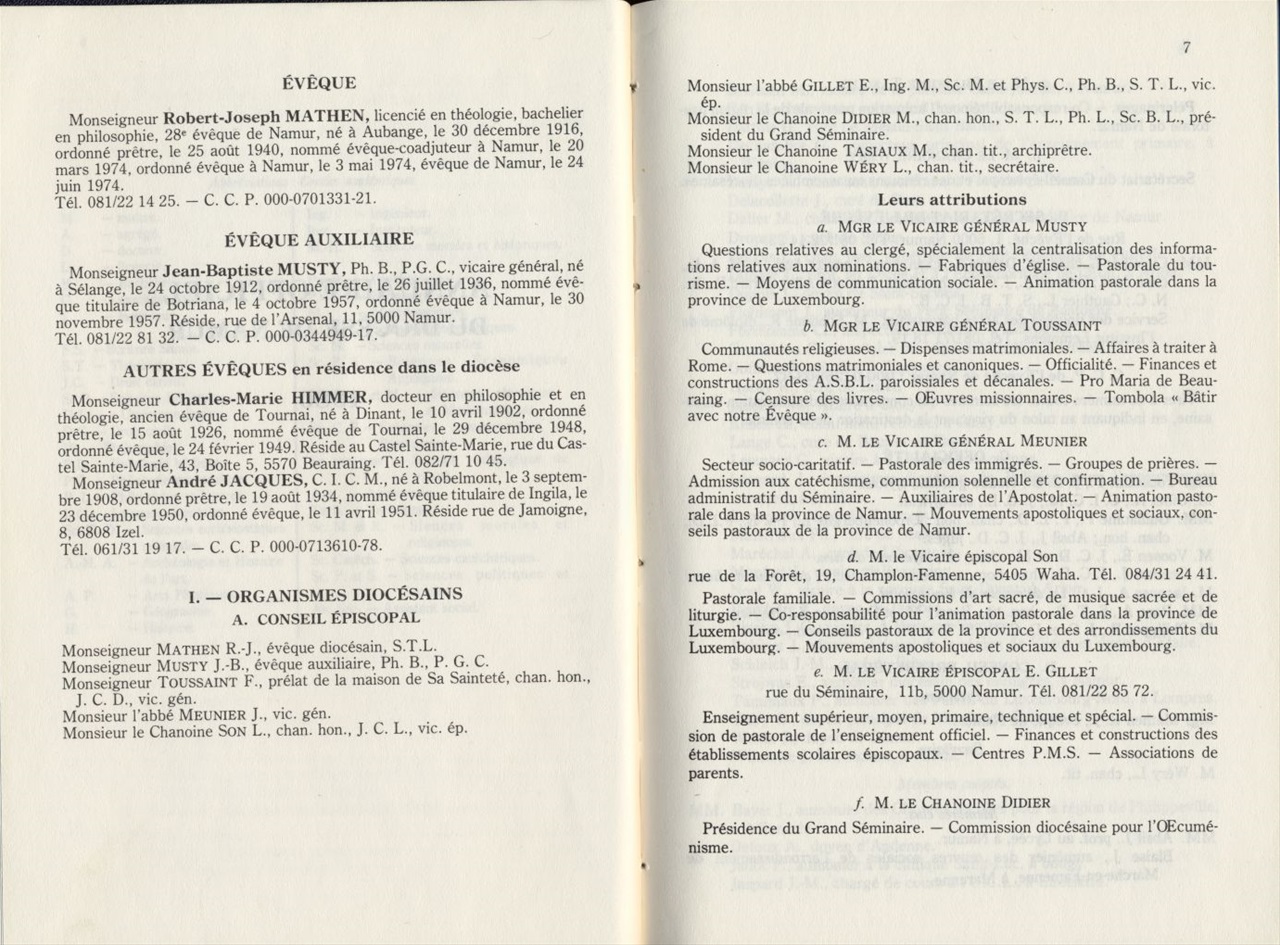 ÉVÊQUE
Monseigneur Robert-Joseph MATHEN, licencié en théologie, bachelier
en philosophie, 28e évêque de Namur, né à Aubange, le 30 décembre 1916,
ordonné prêtre, le 25 août 1940, nommé évêque-coadjuteur à Namur, le 20
mars 1974, ordonné évêque à Namur, le 3 mai 1974, évêque de Namur, le 24
juin 1974.
Tél. 081/22 14 25. — C. C. P. 000-0701331-21.
ÉVÊQUE AUXILIAIRE
Monseigneur Jean-Baptiste MUSTY, Ph. B., P.G. C., vicaire général, né
à Sélange, le 24 octobre 1912, ordonné prêtre, le 26 juillet 1936, nommé évê-
que titulaire de Botriana, le 4 octobre 1957, ordonné évêque à Namur, le 30
novembre 1957. Réside, rue de l'Arsenal, 11, 5000 Namur.
Tél. 081/22 81 32. — C. C. P. 000-0344949-17.
AUTRES ÉVÊQUES en résidence dans le diocèse
Monseigneur Charles-Marie HIMMER, docteur en philosophie et en
théologie, ancien évêque de Tournai, né à Dinant, le 10 avril 1902, ordonné
prêtre, le 15 août 1926, nommé évêque de Tournai, le 29 décembre 1948,
ordonné évêque, le 24 février 1949. Réside au Castel Sainte-Marie, rue du Cas-
tel Sainte-Marie, 43, Boîte 5, 5570 Beauraing. Tél. 082/71 10 45.
Monseigneur André JACQUES, C. I. C. M., né à Robelmont, le 3 septem-
bre 1908, ordonné prêtre, le 19 août 1934, nommé évêque titulaire de Ingila, le
23 décembre 1950, ordonné évêque, le 11 avril 1951. Réside rue de Jamoigne,
8, 6808 Izel.
Tél. 061/31 19 17. — C. C. P. 000-0713610-78.
I. — ORGANISMES DIOCÉSAINS
A. CONSEIL ÉPISCOPAL
Monseigneur MATHEN R.-J., évêque diocésain, S.T.L.
Monseigneur MUSTY J.-B., évêque auxiliaire, Ph. B., P. G. C.
Monseigneur TOUSSAINT F., prélat de la maison de Sa Sainteté, chan. hon.,
J. C. D., vic. gén.
Monsieur l'abbé MEUNIER J., vic. gén.
Monsieur le Chanoine SON L., chan. hon., J. C. L., vic. ép.
7
Monsieur l'abbé GILLET E., Ing. M., Sc. M. et Phys. C., Ph. B., S. T. L., vic.
ép.
Monsieur le Chanoine DIDIER M., chan. hon., S. T. L., Ph. L., Sc. B. L., pré-
sident du Grand Séminaire.
Monsieur le Chanoine TASIAUX M., chan. tit., archiprêtre.
Monsieur le Chanoine WÉRY L., chan. tit., secrétaire.
Leurs attributions
a. MGR LE VICAIRE GÉNÉRAL MUSTY
Questions relatives au clergé, spécialement la centralisation des informa-
tions relatives aux nominations. — Fabriques d'église. — Pastorale du tou-
risme. — Moyens de communication sociale. — Animation pastorale dans la
province de Luxembourg.
b. MGR LE VICAIRE GÉNÉRAL TOUSSAINT
Communautés religieuses. — Dispenses matrimoniales. — Affaires à traiter à
Rome. — Questions matrimoniales et canoniques. — Officialité. — Finances et
constructions des A.S.B.L. paroissiales et décanales. — Pro Maria de Beau-
raing. — Censure des livres. — OEuvres missionnaires. — Tombola « Bâtir
avec notre Évêque ».
c. M. LE VICAIRE GÉNÉRAL MEUNIER
Secteur socio-caritatif. — Pastorale des immigrés. — Groupes de prières. —
Admission aux catéchisme, communion solennelle et confirmation. — Bureau
administratif du Séminaire. — Auxiliaires de l'Apostolat. — Animation pasto-
rale dans la province de Namur. — Mouvements apostoliques et sociaux, con-
seils pastoraux de la province de Namur.
d. M. le Vicaire épiscopal Son
rue de la Forêt, 19, Champlon-Famenne, 5405 Waha. Tél. 084/31 24 41.
Pastorale familiale. — Commissions d'art sacré, de musique sacrée et de
liturgie. — Co-responsabilité pour l'animation pastorale dans la province de
Luxembourg. — Conseils pastoraux de la province et des arrondissements du
Luxembourg. — Mouvements apostoliques et sociaux du Luxembourg.
e. M. LE VICAIRE ÉPISCOPAL E. GILLET
rue du Séminaire, 11b, 5000 Namur. Tél. 081/22 85 72.
Enseignement supérieur, moyen, primaire, technique et spécial. — Commis-
sion de pastorale de l'enseignement officiel. — Finances et constructions des
établissements scolaires épiscopaux. — Centres P.M.S. — Associations de
parents.
f. M. LE CHANOINE DIDIER
Présidence du Grand Séminaire. — Commission diocésaine pour l'OEcumé-
nisme.